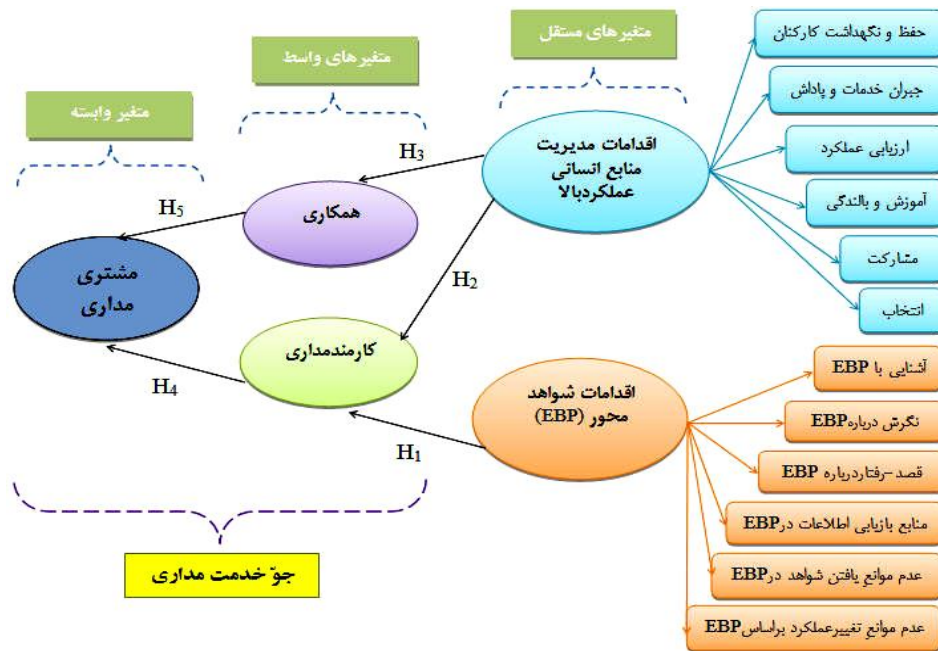 متغیرهای مستقل
متغیرهای واسط
متغیر وابسته
حفظ و نگهداشت کارکنان
جبران خدمات و پاداش
ارزیابی عملکرد
آموزش و بالندگی
مشارکت
انتخاب
اقدامات مدیریت
منابع انسانی
عملکردبالا
H3
همکاری
H5
مشتری
مداری
H2
کارمندمداری
H4
اقدامات شواهد
محور (EBP)
H1
آشنایی با EBP
نگرش دربارهEBP
قصد-رفتاردرباره EBP
منابع بازیابی اطلاعات درEBP
عدم موانع یافتن شواهد درEBP
عدم موانع تغییرعملکرد براساسEBP
جوّ خدمت مداری